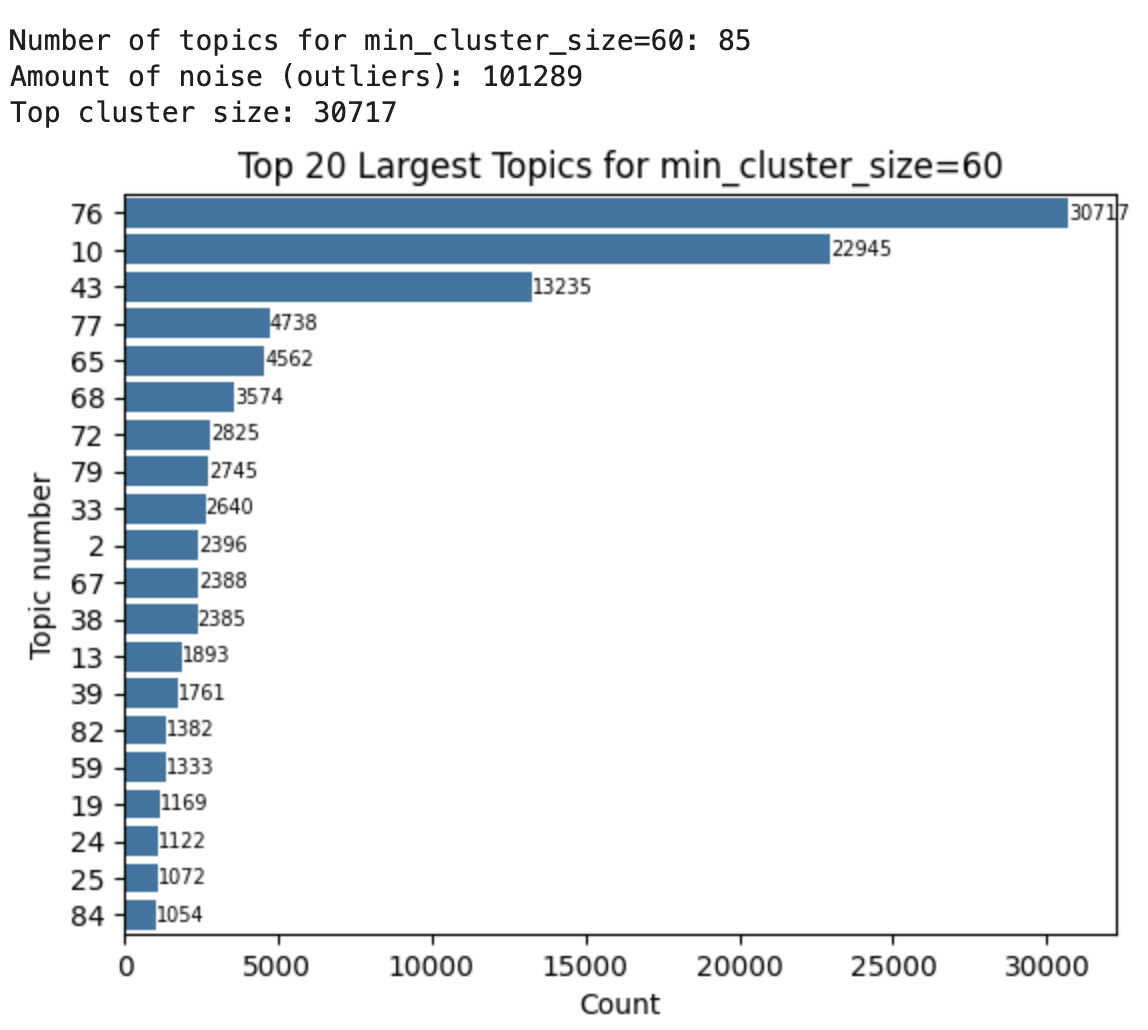 Number of topics for min_cluster_size=60: 85
Amount of noise (outliers): 101289
Top cluster size: 30717
Top 20 Largest Topics for min_cluster_size=60
Topic number
76 30717
10 22945
43 13235
77 4738
65 4562
68 3574
72 2825
79 2745
33 2640
2 2396
67 2388
38 2385
13 1893
39 1761
82 1382
59 1333
19 1169
24 1122
25 1072
84 1054
0 5000 10000 15000 20000 25000 30000
Count